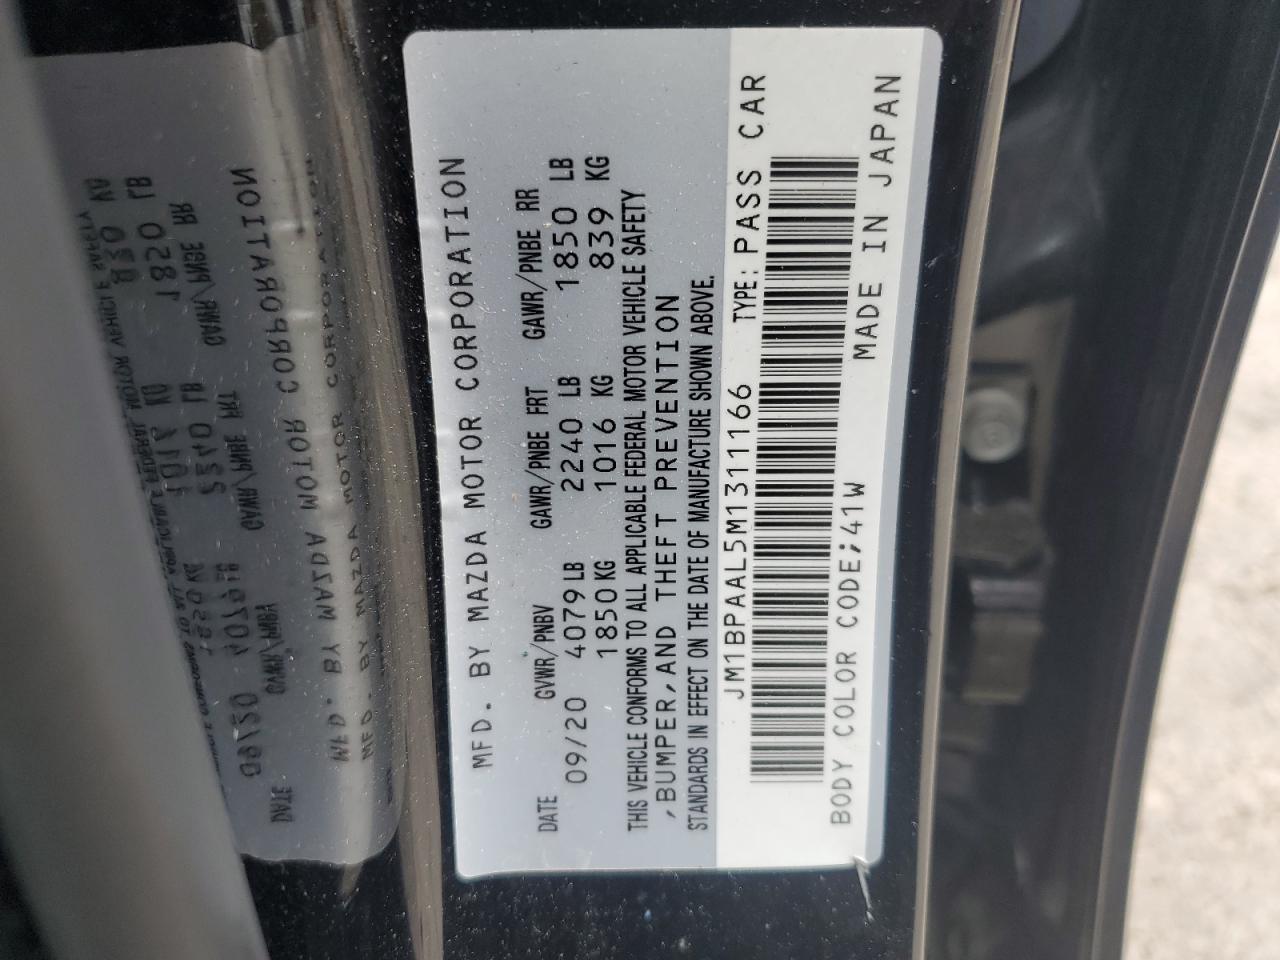 MFD. BY MAZDA MOTOR CORPORATION
DATE GVWR/PNBV GAWR/PNBE FRT GAWR/PNBE RR
09/20 4079 LB 2240 LB 1850 LB
1850 KG 1016 KG 839 KG
THIS VEHICLE CONFORMS TO ALL APPLICABLE FEDERAL MOTOR VEHICLE SAFETY
,BUMPER,AND THEFT PREVENTION
STANDARDS IN EFFECT ON THE DATE OF MANUFACTURE SHOWN ABOVE.
JM1BPAAL5M1311166 TYPE: PASS CAR
BODY COLOR CODE;41W MADE IN JAPAN